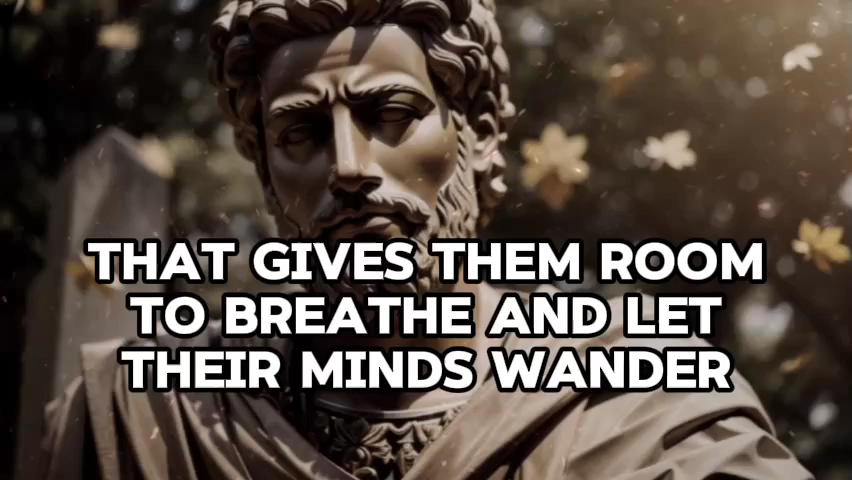 THAT GIVES THEM ROOM
TO BREATHE AND LET
THEIR MINDS WANDER